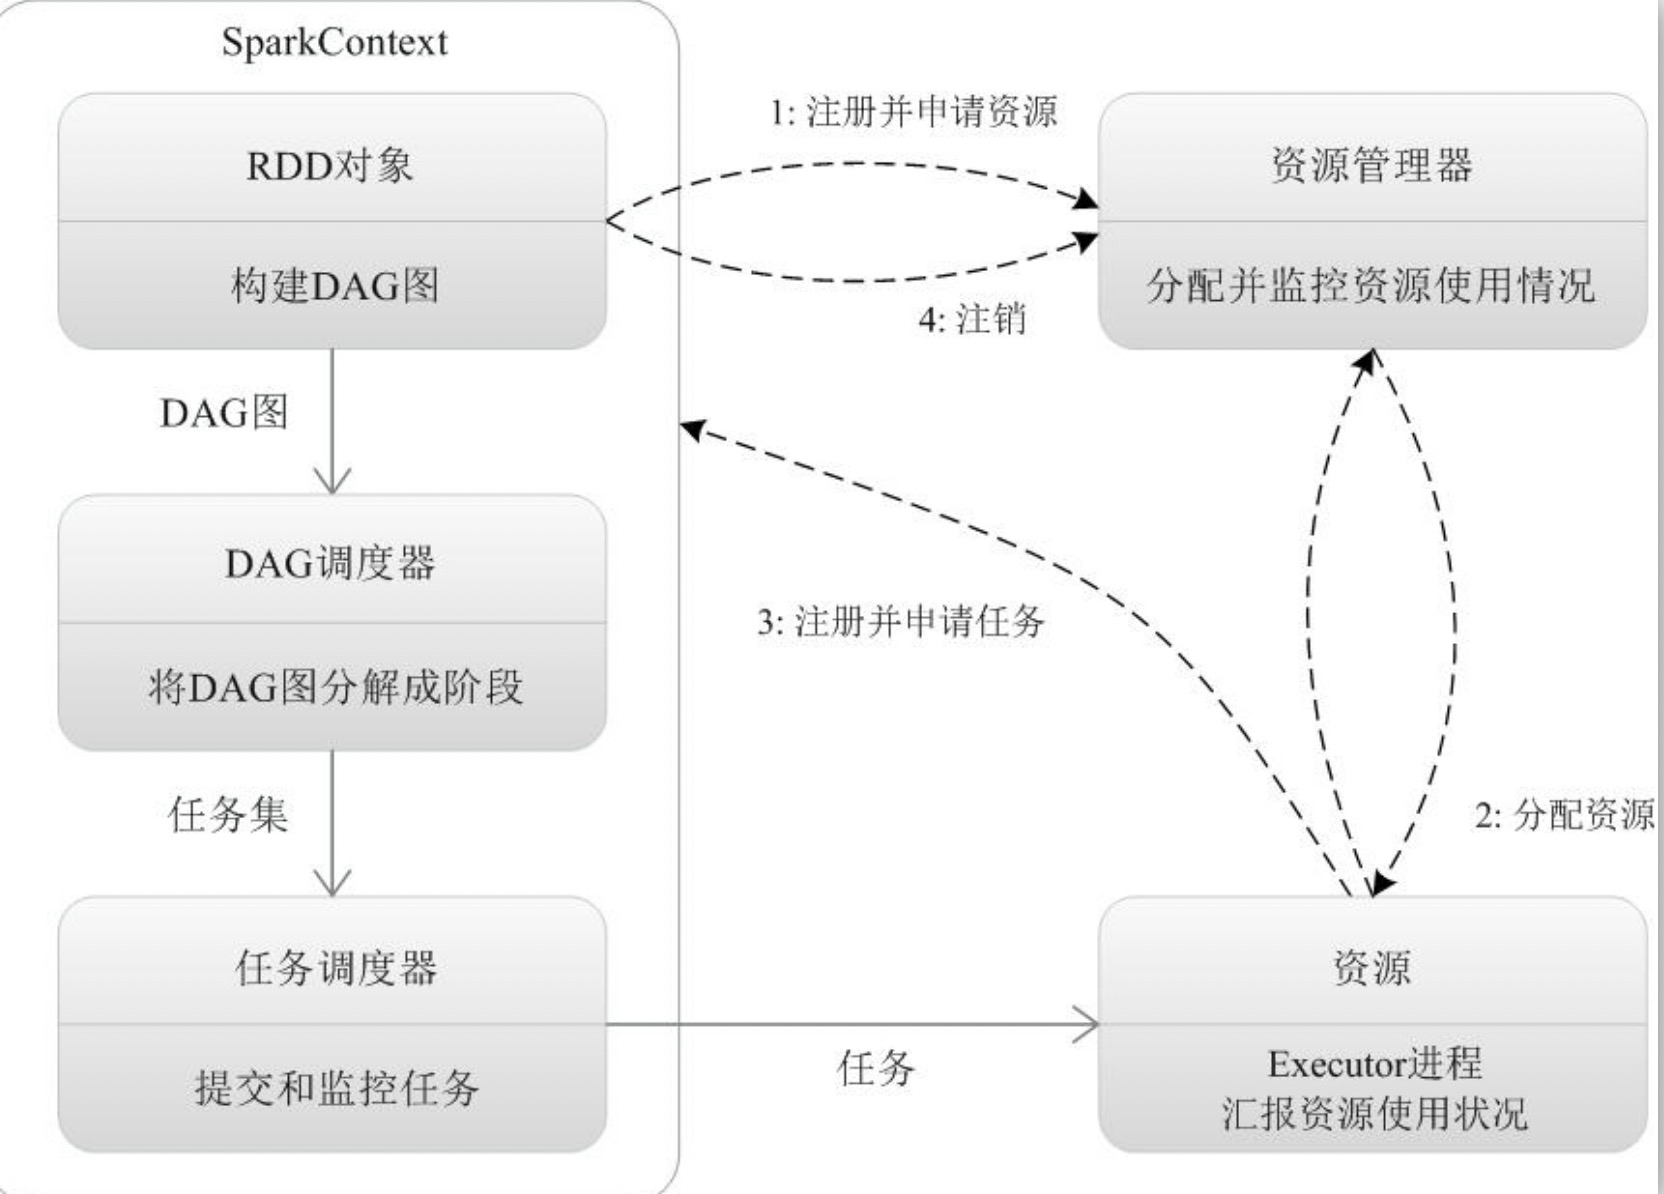 SparkContext
RDD对象
构建DAG图
1: 注册并申请资源
4: 注销
资源管理器
分配并监控资源使用情况
DAG图
DAG调度器
将DAG图分解成阶段
3: 注册并申请任务
2: 分配资源
任务集
任务调度器
提交和监控任务
任务
资源
Executor进程
汇报资源使用状况